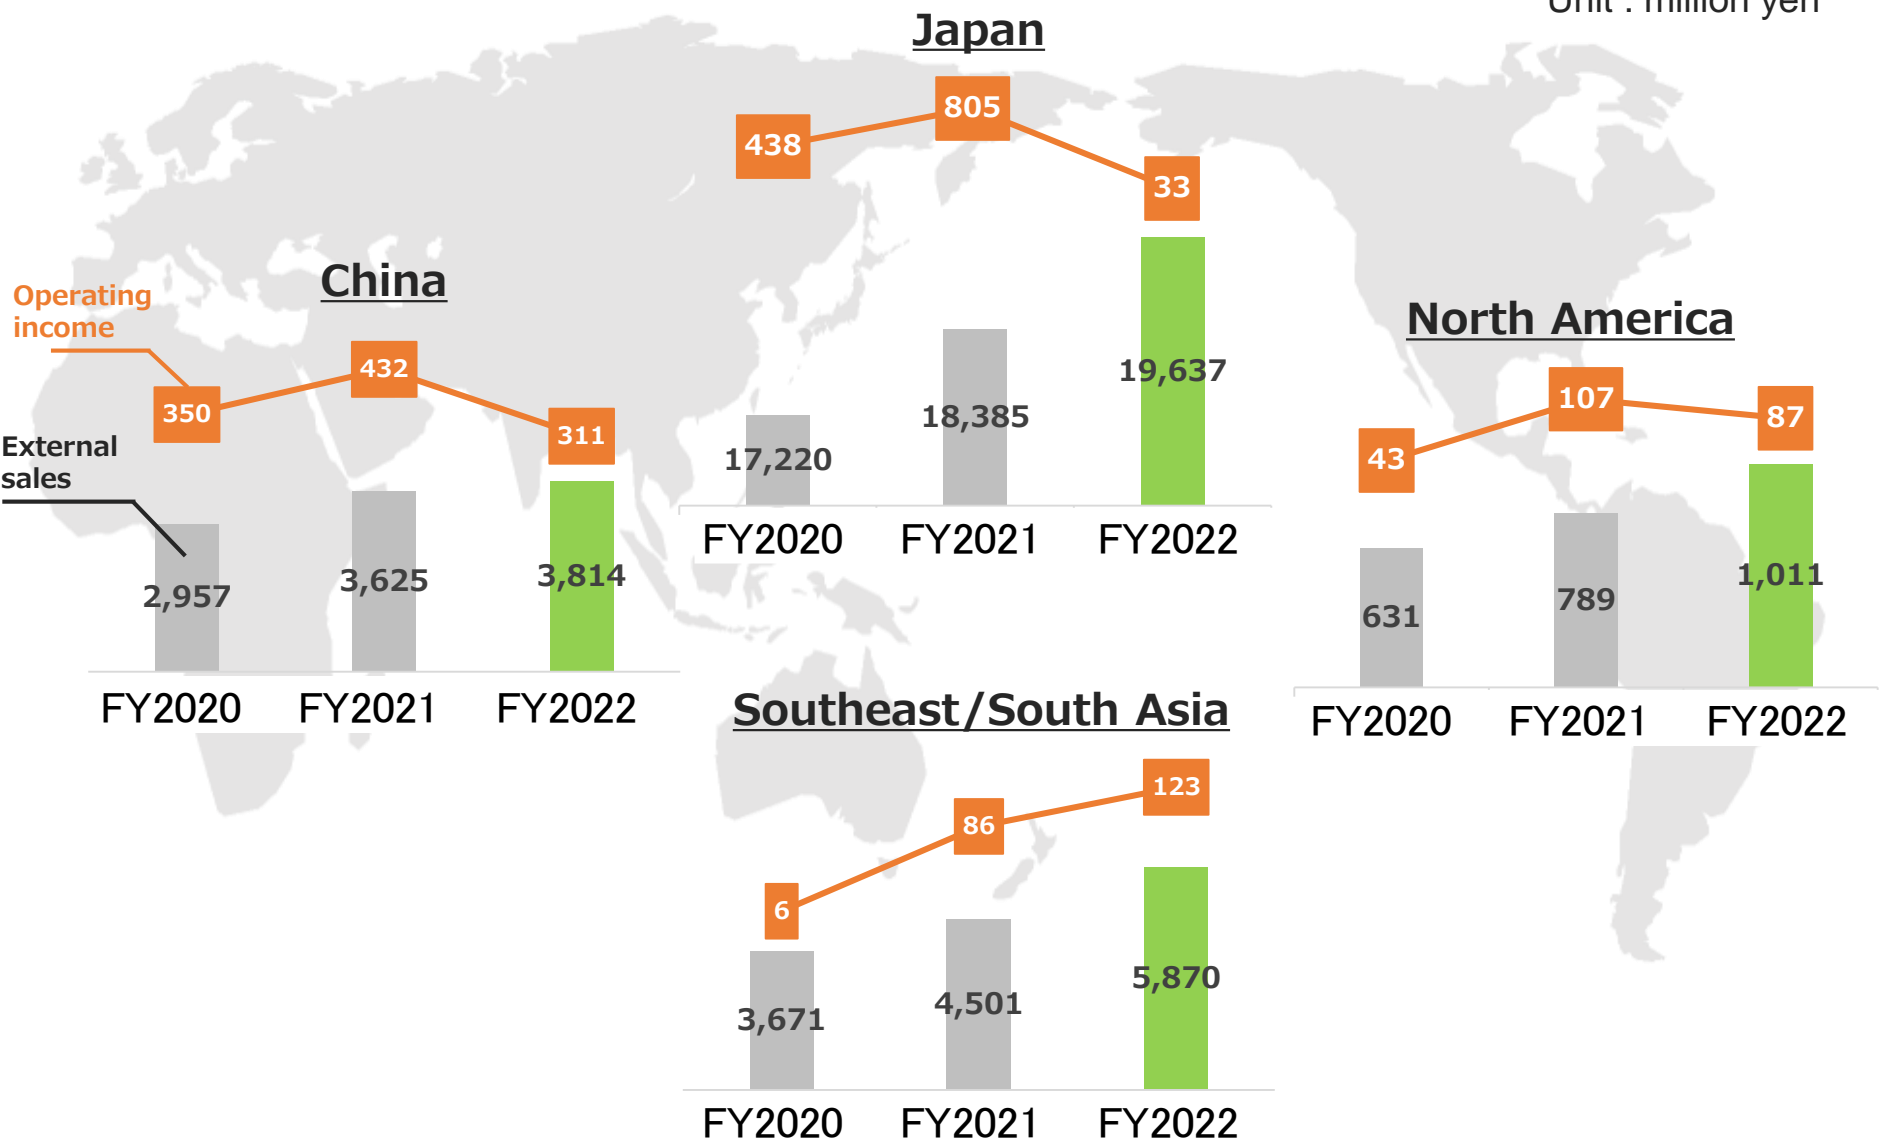 Unit : million yen
Japan
438
805
33
17,220
18,385
19,637
FY2020 FY2021 FY2022
China
Operating
income
350
432
311
External
sales
2,957
3,625
3,814
FY2020 FY2021 FY2022
North America
43
107
87
631
789
1,011
FY2020 FY2021 FY2022
Southeast/South Asia
6
86
123
3,671
4,501
5,870
FY2020 FY2021 FY2022